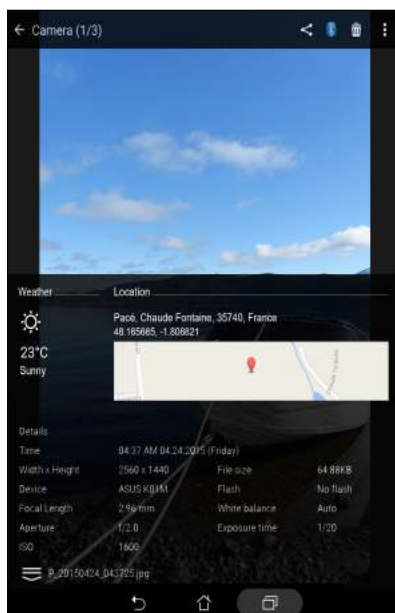 Camera (1/3)
Weather Location
Pacé, Chaude Fontaine, 35740, France
48.165665, -1.806821
23°C
Sunny
Details
Time 04:37 AM 04.24.2015 (Friday)
Width x Height 2560 x 1440 File size 64.88KB
Device ASUS K01M Flash No flash
Focal Length 2.96 mm White balance Auto
Aperture f/2.0 Exposure time 1/20
ISO 1600
P_20150424_043725.jpg